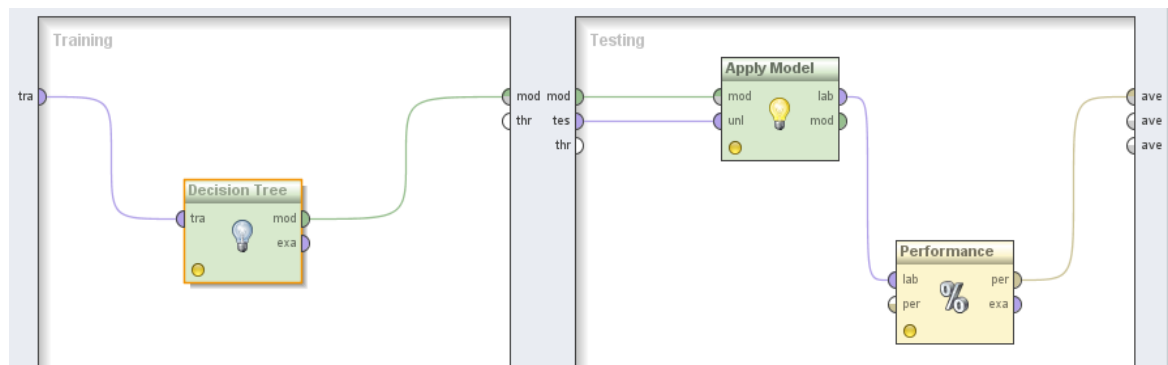 Training
tra
Decision Tree
tra mod
exa
mod
thr
Testing
mod
tes
thr
Apply Model
mod lab
unl mod
Performance
lab per
per exa
%
ave
ave
ave